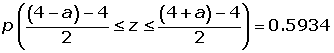 p( (4−a)−4 / 2 ≤ z ≤ (4+a)−4 / 2 ) = 0.5934